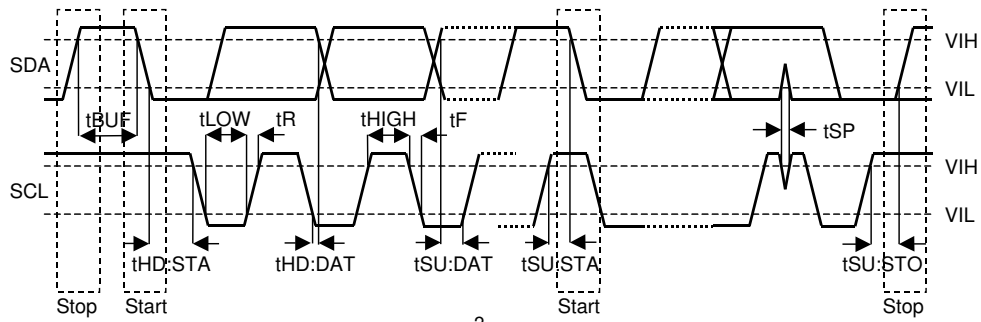 VIH
SDA
VIL
tBUF
tLOW
tR
tHIGH
tF
tSP
VIH
SCL
VIL
tHD:STA
tHD:DAT
tSU:DAT
tSU:STA
tSU:STO
Stop
Start
Start
Stop